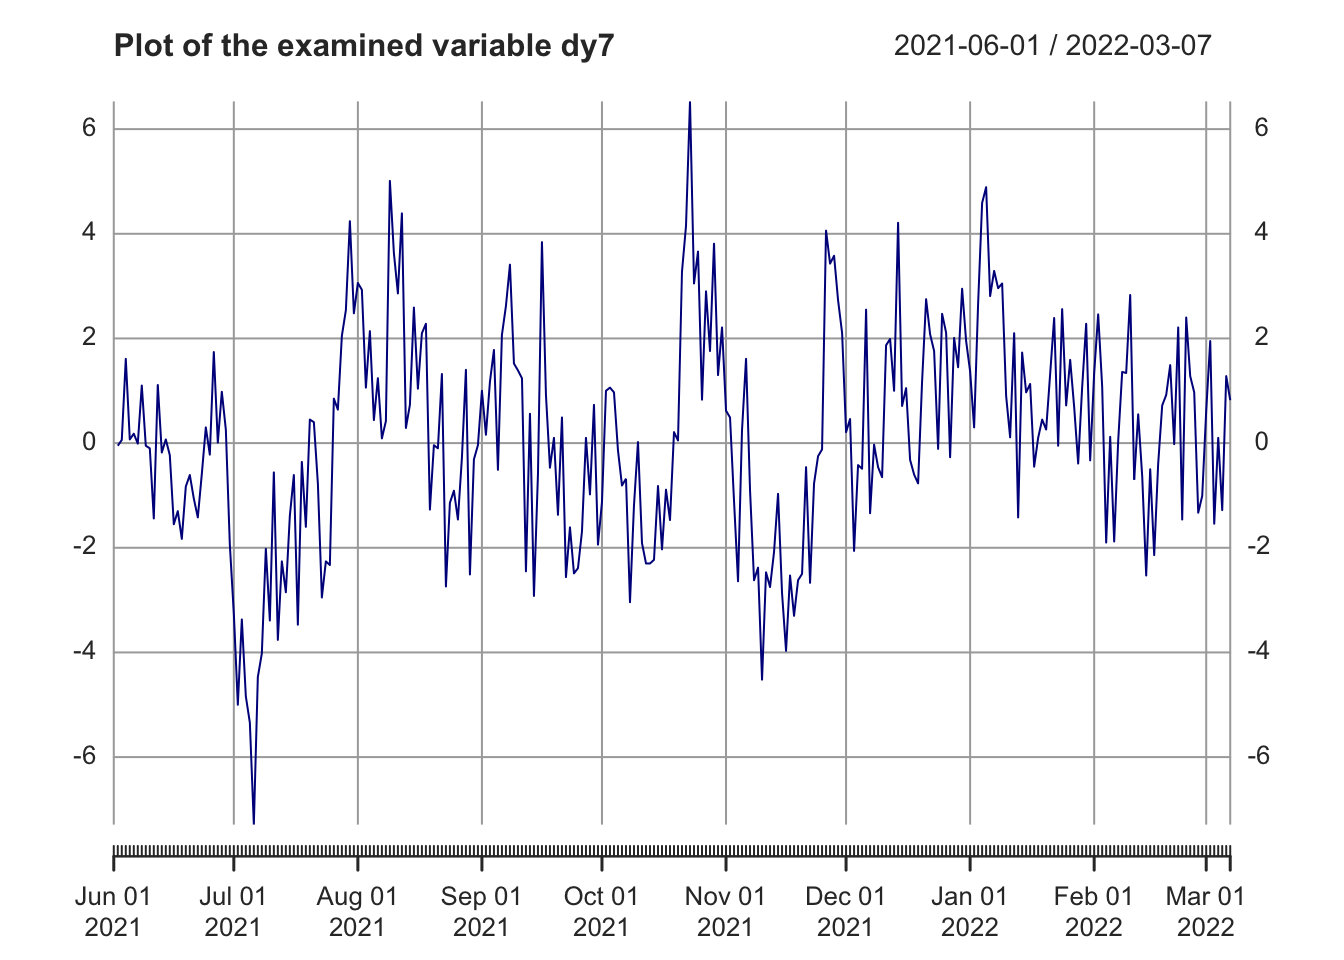 Plot of the examined variable dy7 2021-06-01 / 2022-03-07
6 6
4 4
2 2
0 0
-2 -2
-4 -4
-6 -6
Jun 01 Jul 01 Aug 01 Sep 01 Oct 01 Nov 01 Dec 01 Jan 01 Feb 01 Mar 01
2021 2021 2021 2021 2021 2021 2021 2022 2022 2022